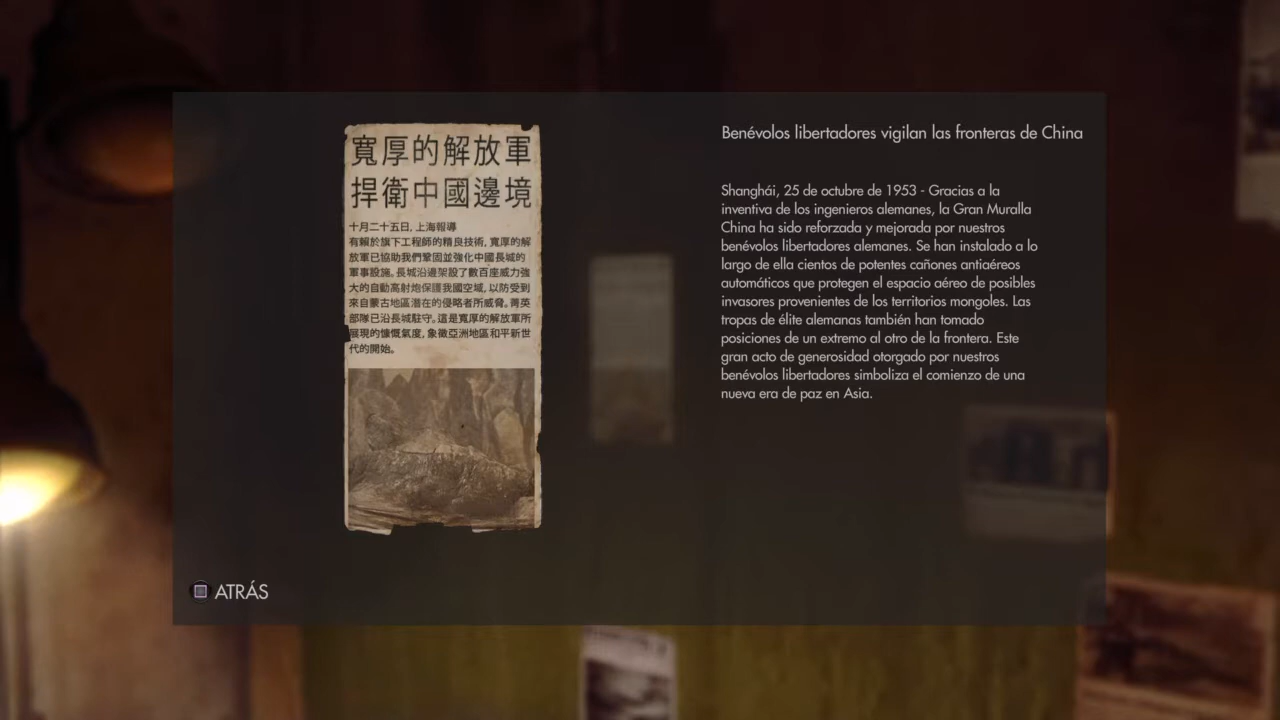 寬厚的解放軍
捍衛中國邊境
十月二十五日, 上海報導
有賴於旗下工程師的精良技術, 寬厚的解
放軍已協助我們鞏固並強化中國長城的
軍事設施。長城沿邊架設了數百座威力強
大的自動高射炮保護我國空域, 以防受到
來自蒙古地區潛在的侵略者所威脅。菁英
部隊已沿長城駐守。這是寬厚的解放軍所
展現的慷慨氣度, 象徵亞洲地區和平新世
代的開始。
Benévolos libertadores vigilan las fronteras de China
Shanghái, 25 de octubre de 1953 - Gracias a la
inventiva de los ingenieros alemanes, la Gran Muralla
China ha sido reforzada y mejorada por nuestros
benévolos libertadores alemanes. Se han instalado a lo
largo de ella cientos de potentes cañones antiaéreos
automáticos que protegen el espacio aéreo de posibles
invasores provenientes de los territorios mongoles. Las
tropas de élite alemanas también han tomado
posiciones de un extremo al otro de la frontera. Este
gran acto de generosidad otorgado por nuestros
benévolos libertadores simboliza el comienzo de una
nueva era de paz en Asia.
ATRÁS